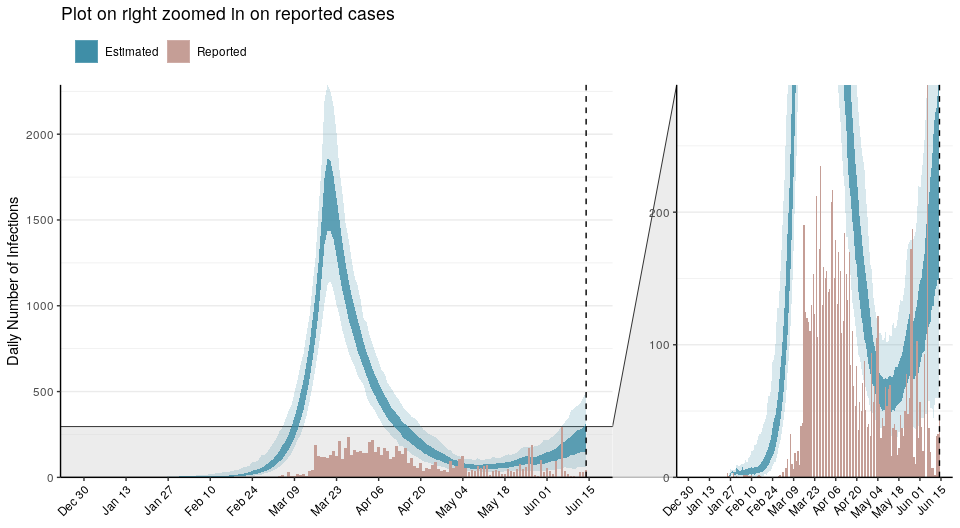 Plot on right zoomed in on reported cases
Estimated Reported
Daily Number of Infections
2000
1500
1000
500
0
Dec 30 Jan 13 Jan 27 Feb 10 Feb 24 Mar 09 Mar 23 Apr 06 Apr 20 May 04 May 18 Jun 01 Jun 15
200
100
0
Dec 30 Jan 13 Jan 27 Feb 10 Feb 24 Mar 09 Mar 23 Apr 06 Apr 20 May 04 May 18 Jun 01 Jun 15